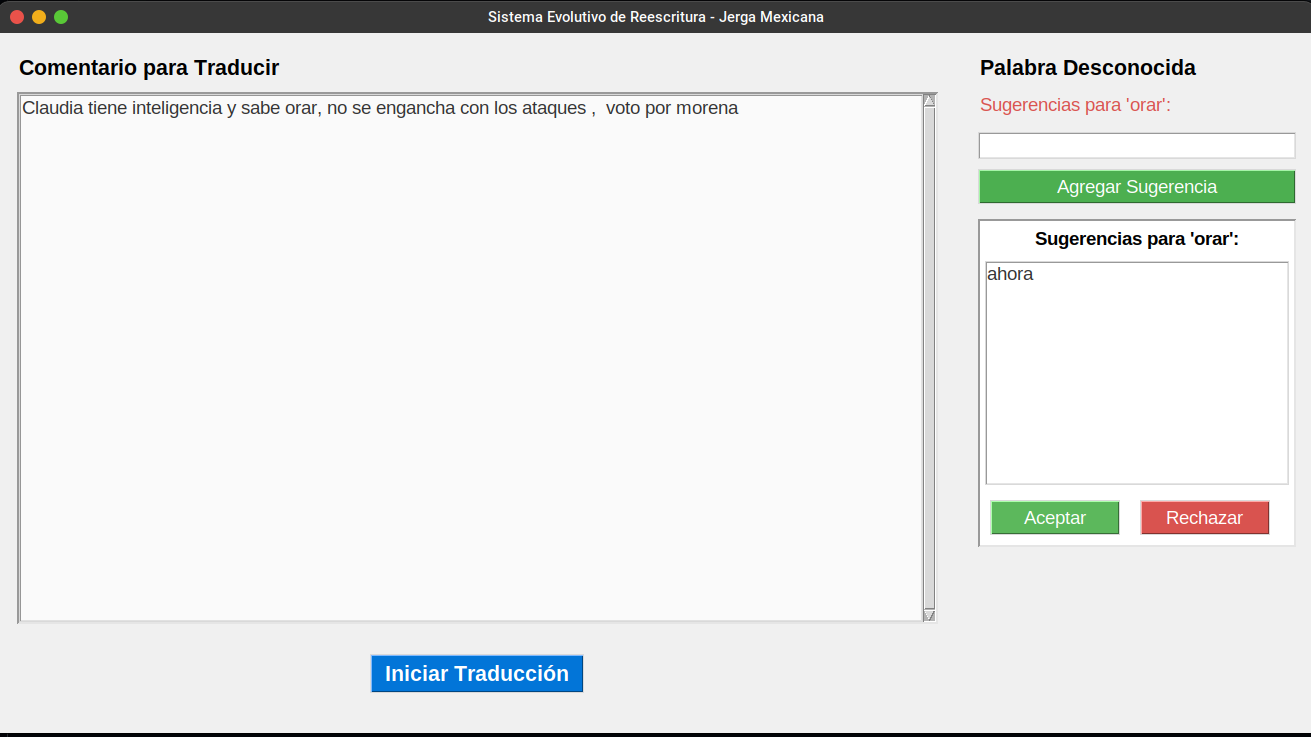 Sistema Evolutivo de Reescritura - Jerga Mexicana
Comentario para Traducir
Claudia tiene inteligencia y sabe orar, no se engancha con los ataques ,  voto por morena
Iniciar Traducción
Palabra Desconocida
Sugerencias para 'orar':
Agregar Sugerencia
Sugerencias para 'orar':
ahora
Aceptar
Rechazar